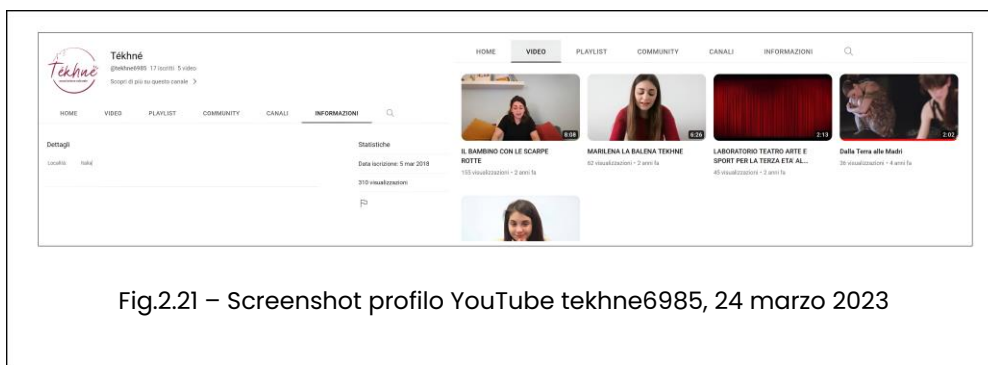 Tékhné
Tékhné
@tekhne6985 17 iscritti 5 video
Scopri di più su questo canale >
HOME VIDEO PLAYLIST COMMUNITY CANALI INFORMAZIONI
Dettagli
Località Italia
Statistiche
Data iscrizione: 5 mar 2018
310 visualizzazioni
HOME VIDEO PLAYLIST COMMUNITY CANALI INFORMAZIONI
8:08
IL BAMBINO CON LE SCARPE
ROTTE
155 visualizzazioni • 2 anni fa
6:26
MARILENA LA BALENA TEKHNE
62 visualizzazioni • 2 anni fa
2:13
LABORATORIO TEATRO ARTE E
SPORT PER LA TERZA ETA' AL...
45 visualizzazioni • 2 anni fa
2:02
Dalla Terra alle Madri
26 visualizzazioni • 4 anni fa
Fig.2.21 – Screenshot profilo YouTube tekhne6985, 24 marzo 2023